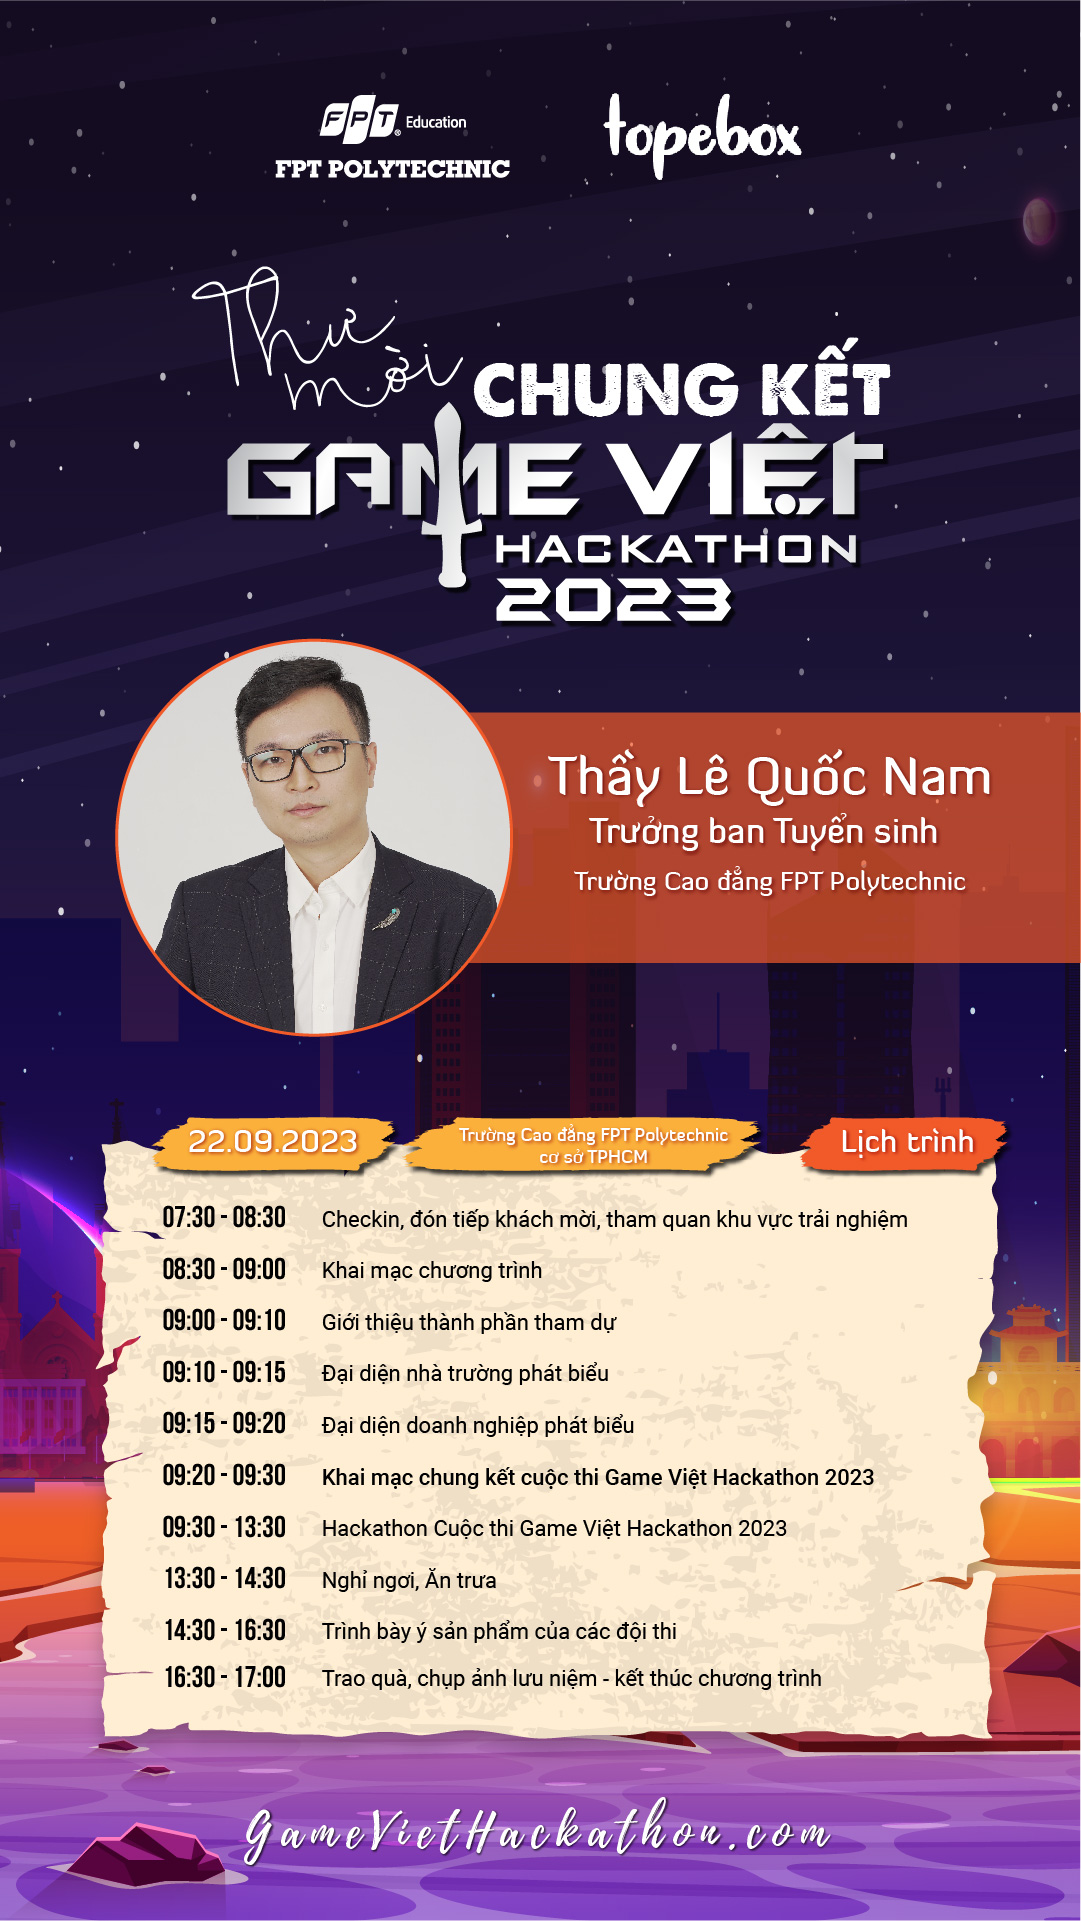 FPT Education
FPT POLYTECHNIC
topebox
Thư mời
CHUNG KẾT
GAME VIỆT
HACKATHON
2023
Thầy Lê Quốc Nam
Trưởng ban Tuyển sinh
Trường Cao đẳng FPT Polytechnic
22.09.2023
Trường Cao đẳng FPT Polytechnic
cơ sở TPHCM
Lịch trình
07:30 - 08:30 Checkin, đón tiếp khách mời, tham quan khu vực trải nghiệm
08:30 - 09:00 Khai mạc chương trình
09:00 - 09:10 Giới thiệu thành phần tham dự
09:10 - 09:15 Đại diện nhà trường phát biểu
09:15 - 09:20 Đại diện doanh nghiệp phát biểu
09:20 - 09:30 Khai mạc chung kết cuộc thi Game Việt Hackathon 2023
09:30 - 13:30 Hackathon Cuộc thi Game Việt Hackathon 2023
13:30 - 14:30 Nghỉ ngơi, Ăn trưa
14:30 - 16:30 Trình bày ý sản phẩm của các đội thi
16:30 - 17:00 Trao quà, chụp ảnh lưu niệm - kết thúc chương trình
GameVietHackathon.com